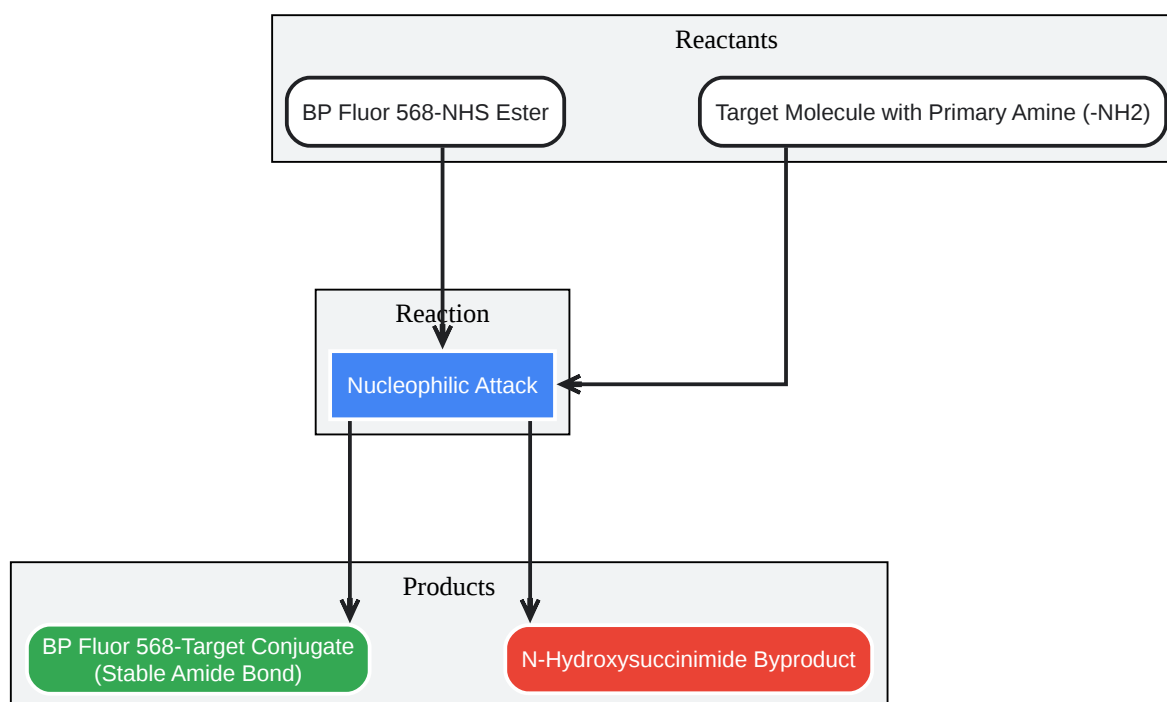 Reactants
BP Fluor 568-NHS Ester
Target Molecule with Primary Amine (-NH2)
Reaction
Nucleophilic Attack
Products
BP Fluor 568-Target Conjugate
(Stable Amide Bond)
N-Hydroxysuccinimide Byproduct